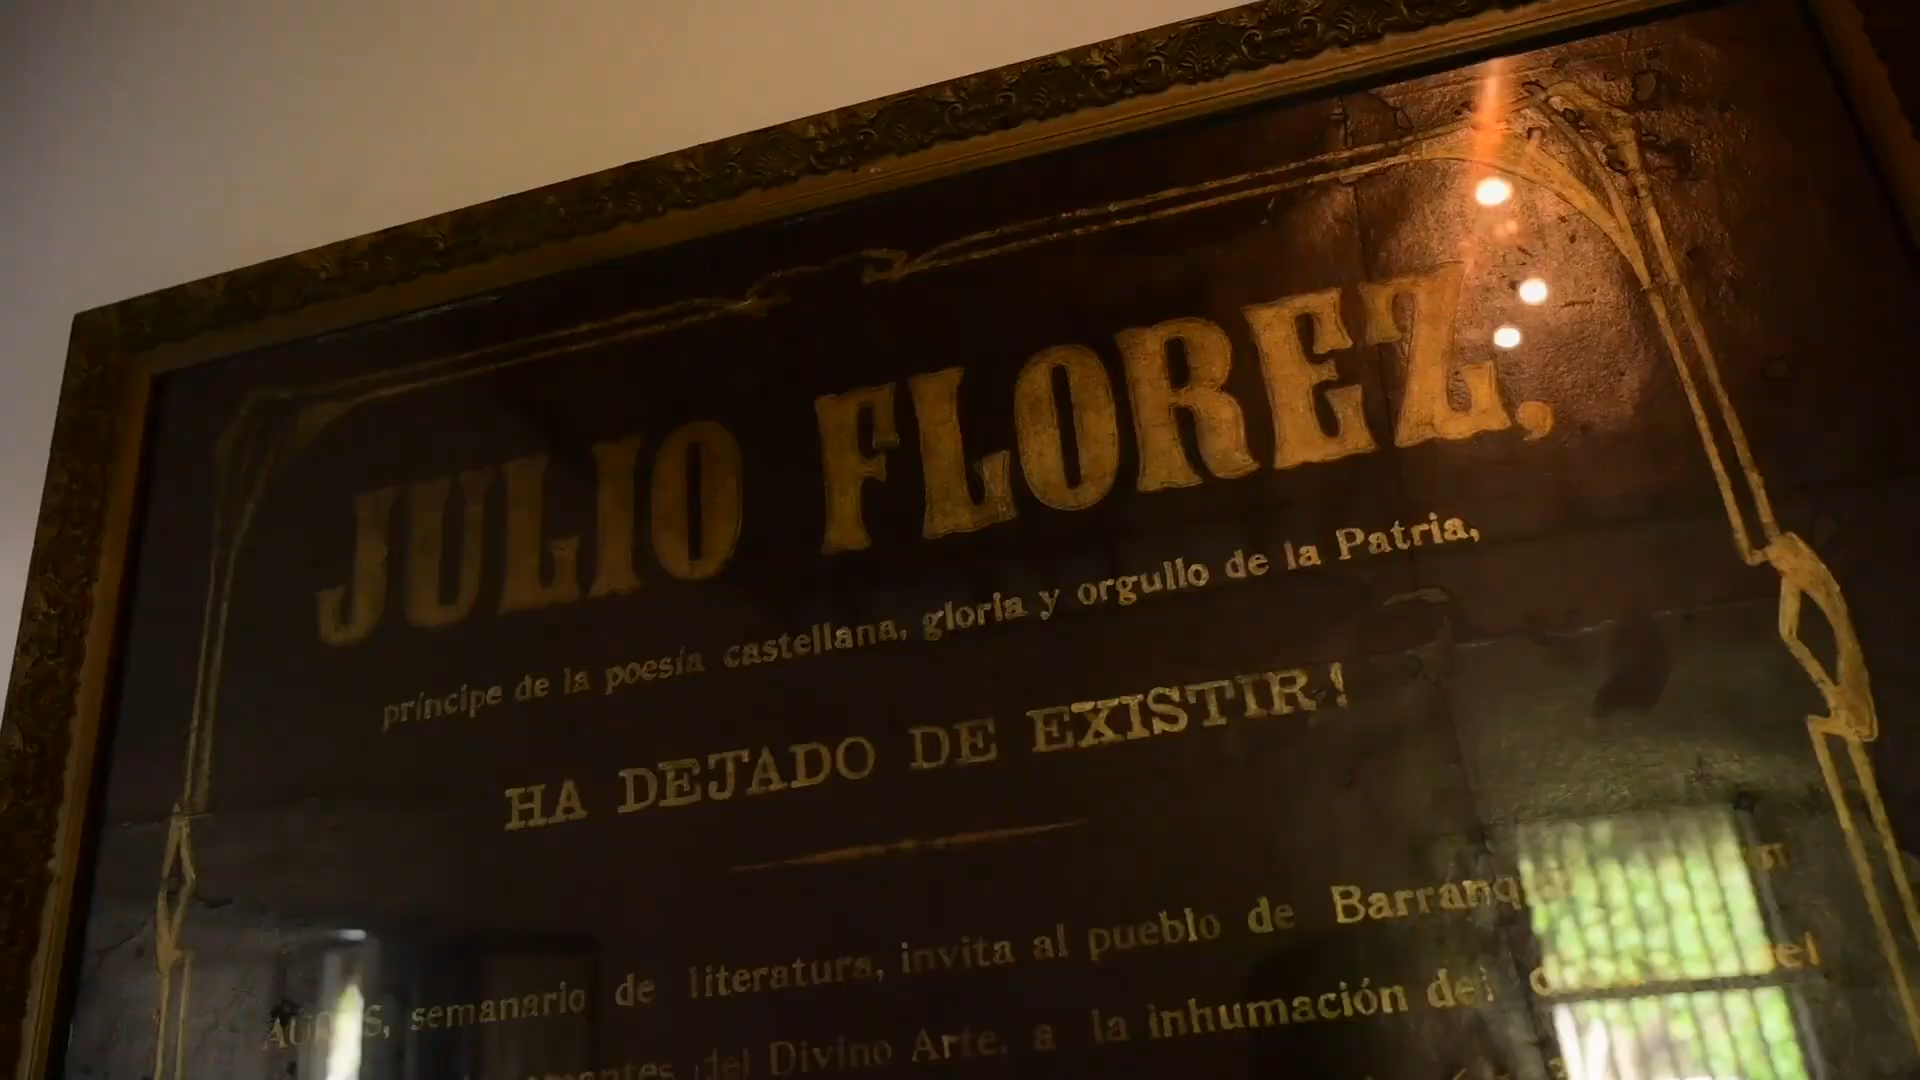 JULIO FLOREZ,
príncipe de la poesía castellana, gloria y orgullo de la Patria,
HA DEJADO DE EXISTIR!
semanario de literatura, invita al pueblo de
del Divino Arte. a la inhumación del